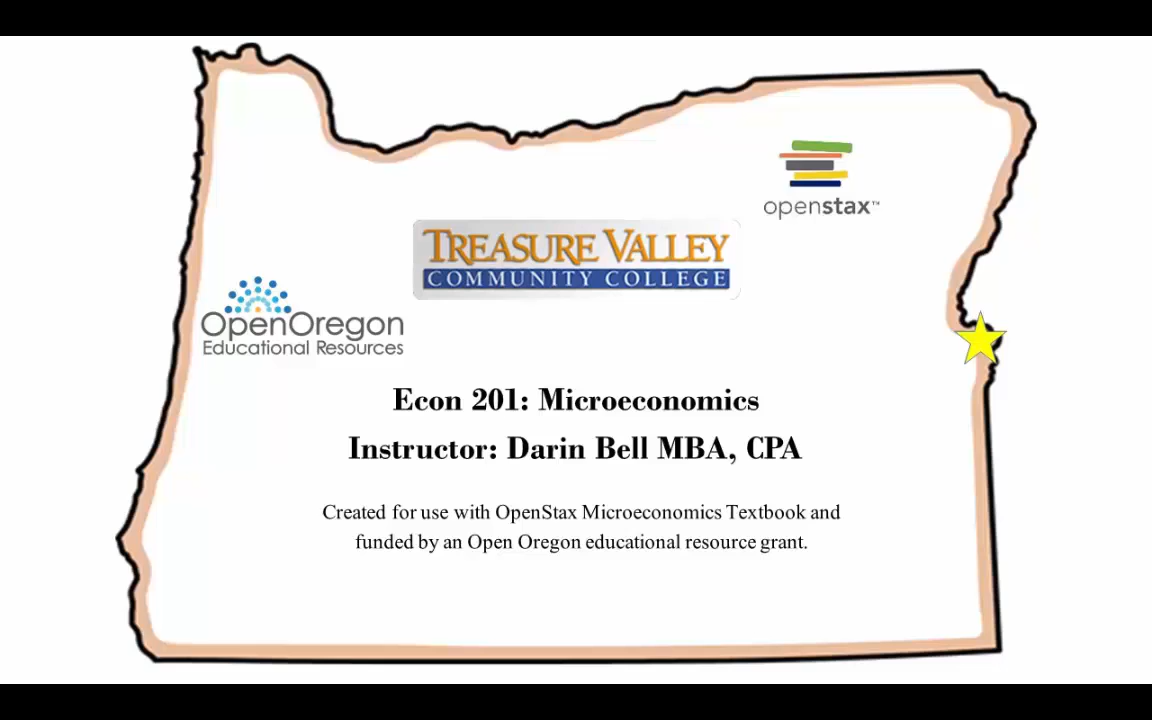 openstax™
TREASURE VALLEY
COMMUNITY COLLEGE
OpenOregon
Educational Resources
Econ 201: Microeconomics
Instructor: Darin Bell MBA, CPA
Created for use with OpenStax Microeconomics Textbook and
funded by an Open Oregon educational resource grant.